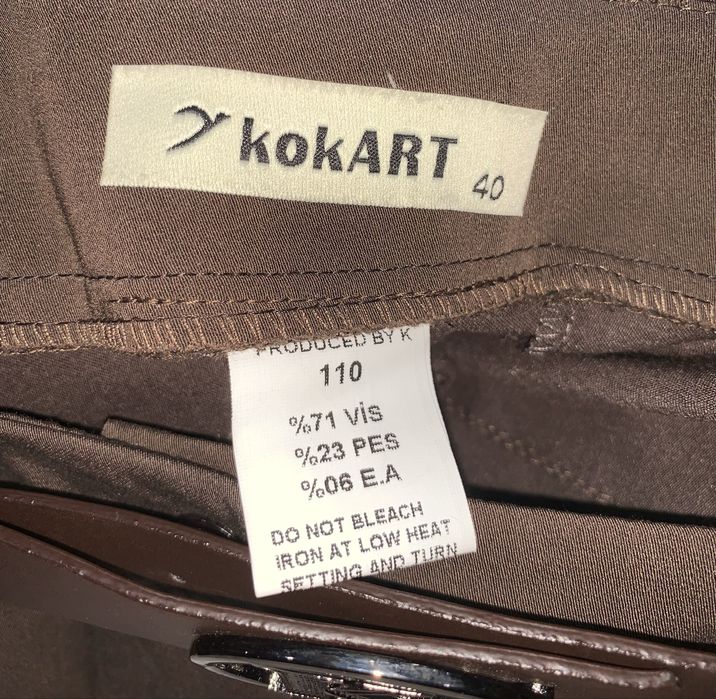 kokART
40
PRODUCED BY K
110
%71 VİS
%23 PES
%06 E.A
DO NOT BLEACH
IRON AT LOW HEAT
SETTING AND TURN